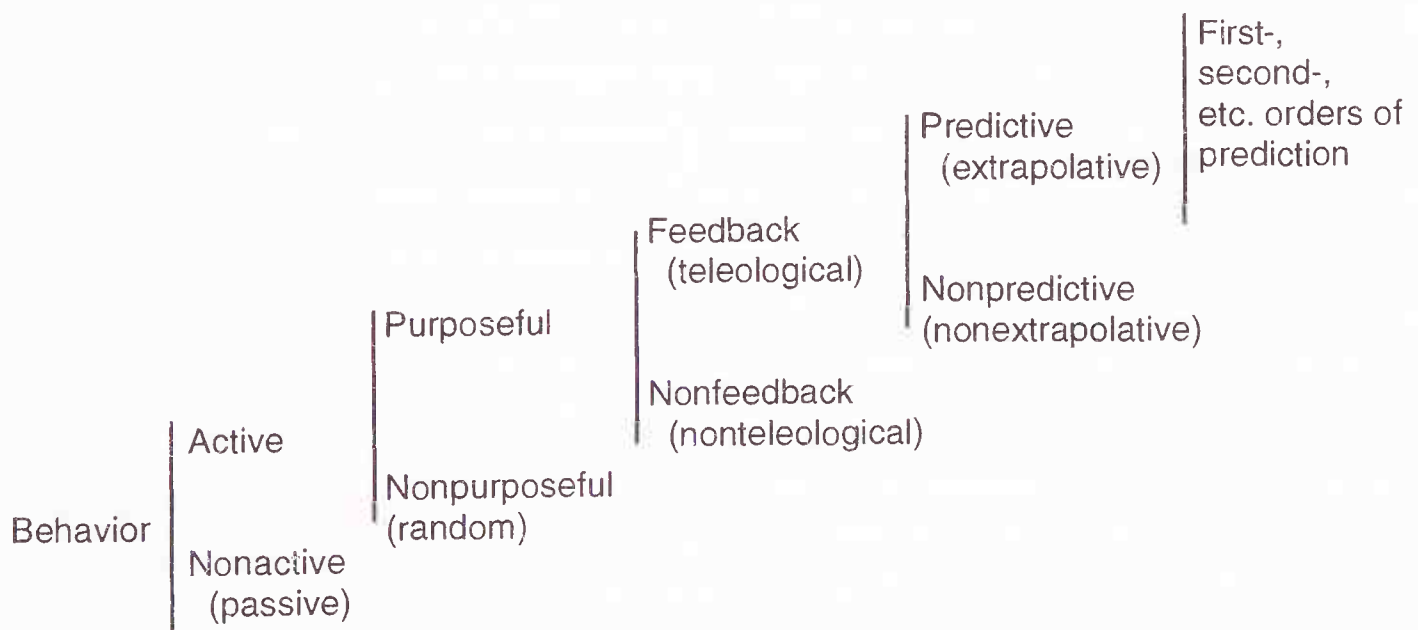 Behavior
Active
Nonactive
(passive)
Purposeful
Nonpurposeful
(random)
Feedback
(teleological)
Nonfeedback
(nonteleological)
Predictive
(extrapolative)
Nonpredictive
(nonextrapolative)
First-,
second-,
etc. orders of
prediction